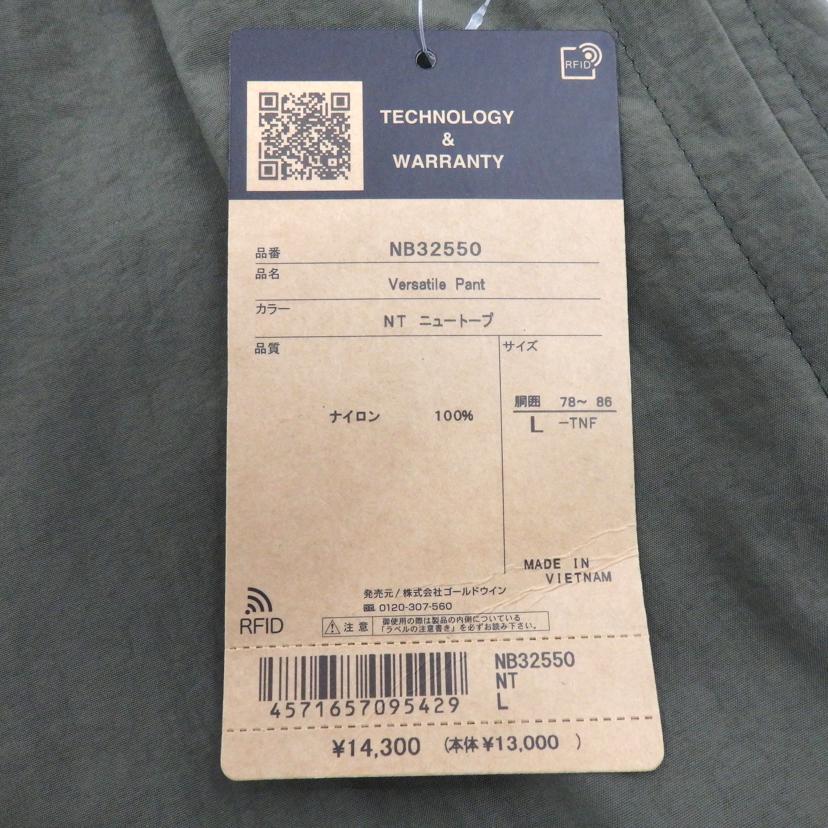 RFID
TECHNOLOGY
&
WARRANTY
品番 NB32550
品名 Versatile Pant
カラー NT ニュートープ
品質 サイズ
ナイロン 100%
胴囲 78～ 86
L -TNF
MADE IN
VIETNAM
発売元/株式会社ゴールドウイン
0120-307-560
RFID
注意 御使用の際は製品の内側についている
「ラベルの注意書き」を必ずお読み下さい。
4571657095429
NB32550
NT
L
¥14,300 (本体¥13,000 )